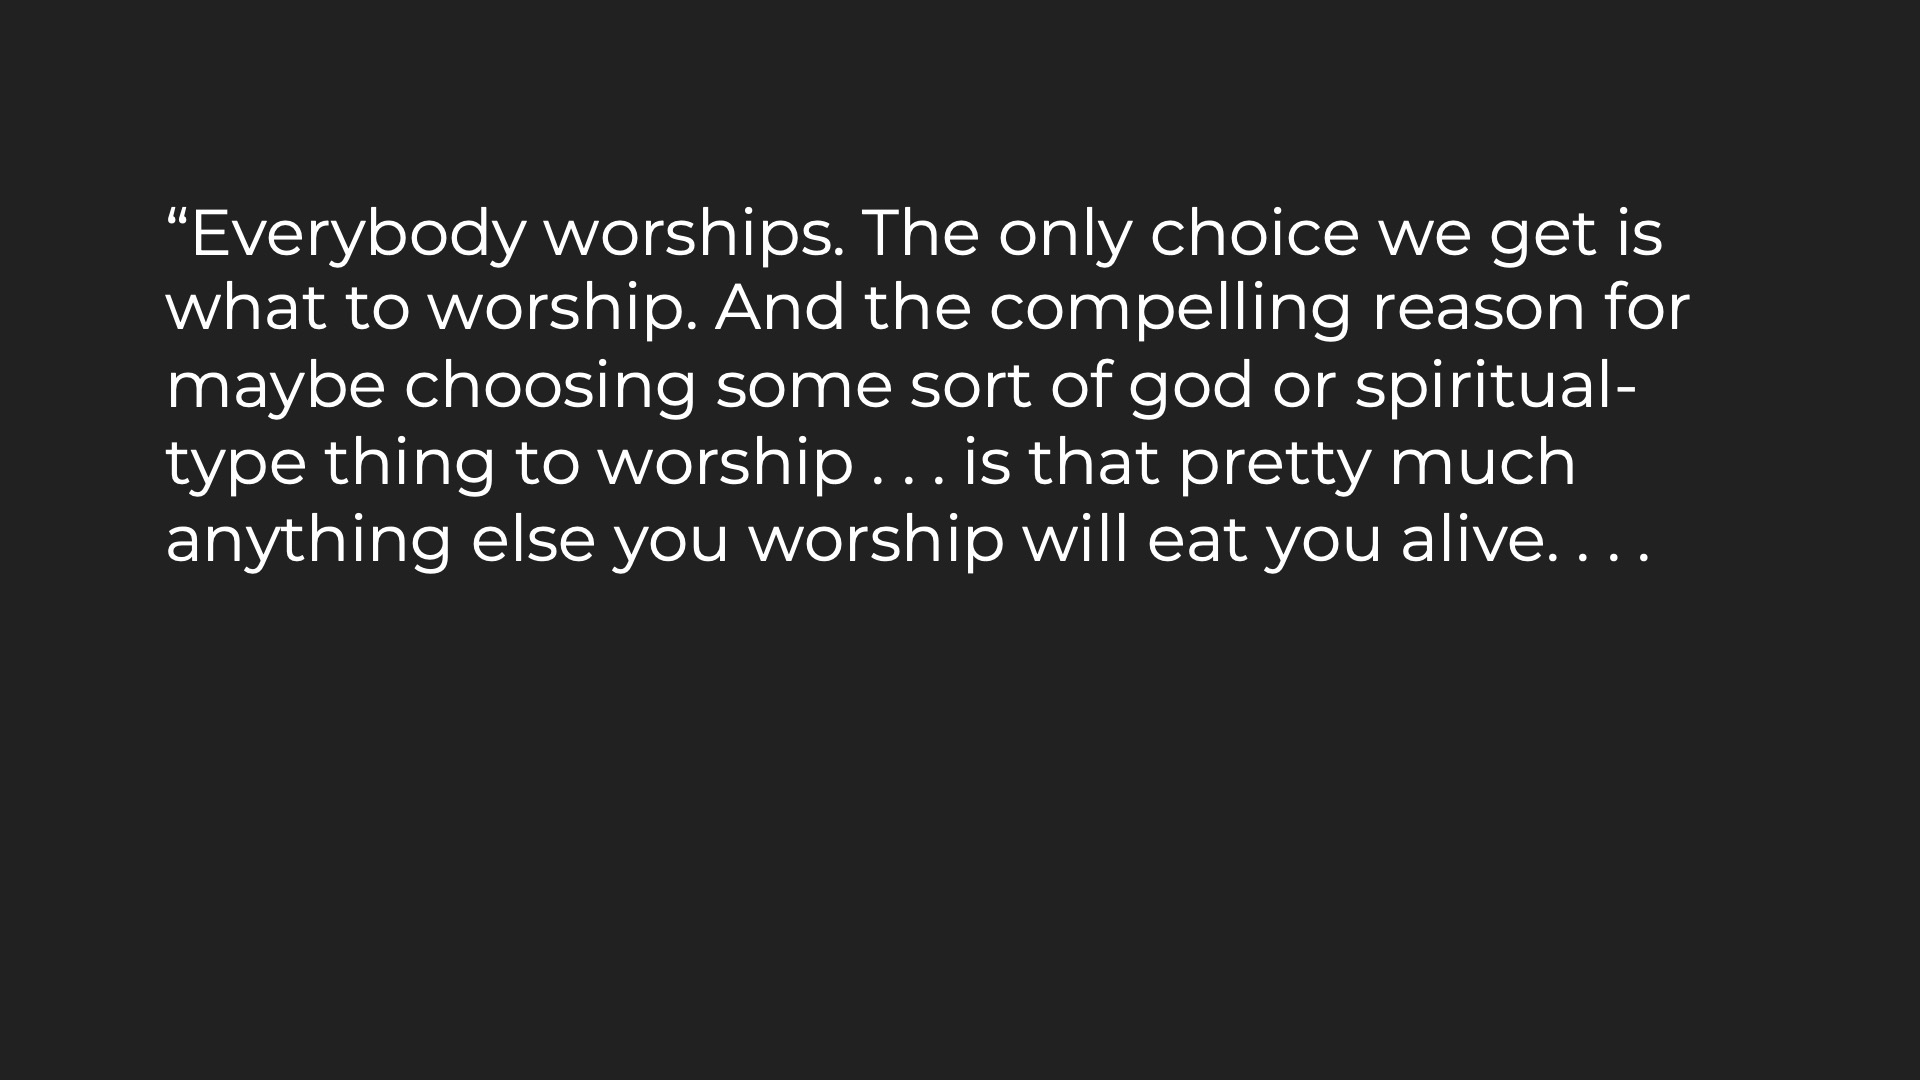 “Everybody worships. The only choice we get is
what to worship. And the compelling reason for
maybe choosing some sort of god or spiritual-
type thing to worship . . . is that pretty much
anything else you worship will eat you alive. . . .